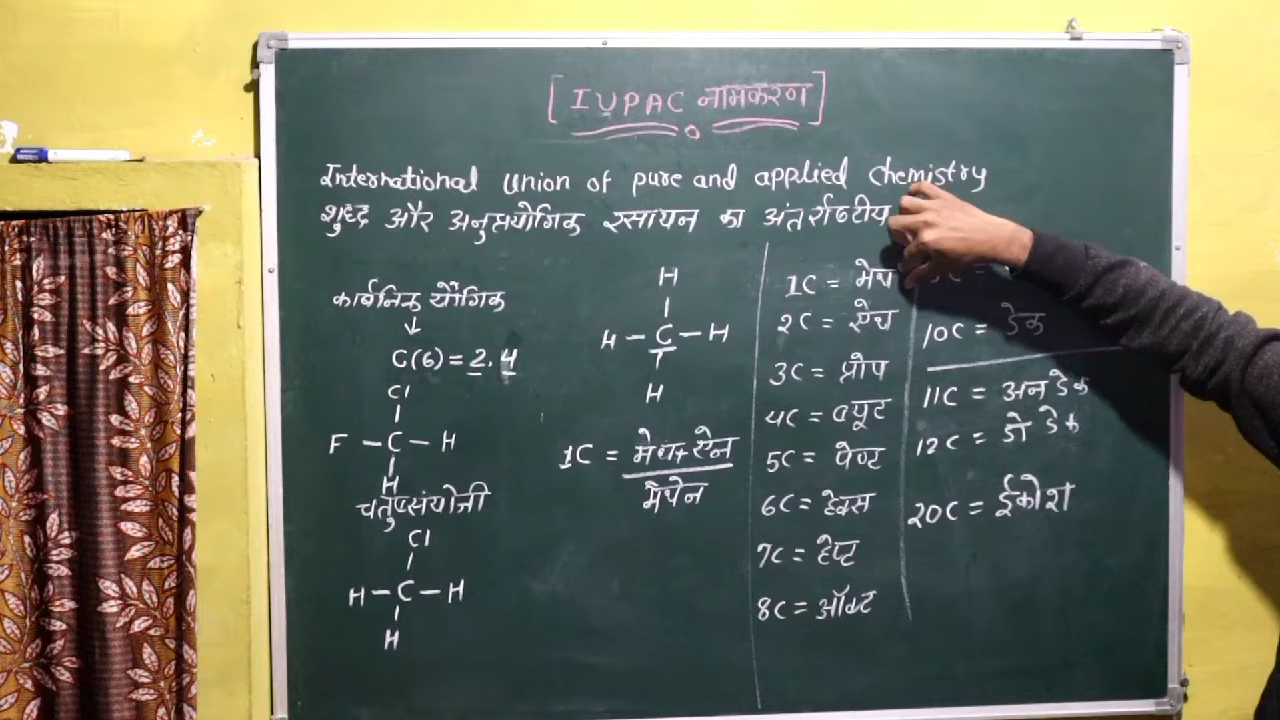 [IUPAC नामकरण]
International union of pure and applied chemistry
शुद्ध और अनुप्रयोगिक रसायन का अंतर्राष्टीय
कार्बनिक यौगिक
↓
C(6) = 2, 4
Cl
F – C – H
H
चतुष्संयोजी
Cl
H – C – H
H
H
H – C – H
H
1C = मेथ+ऐन
मेथेन
1C = मेथ
2C = ऐथ
3C = प्रोप
4C = ब्यूट
5C = पेण्ट
6C = हेक्स
7C = हेप्ट
8C = ऑक्ट
10C = डेक
11C = अनडेक
12C = डो डेक
20C = ईकोश